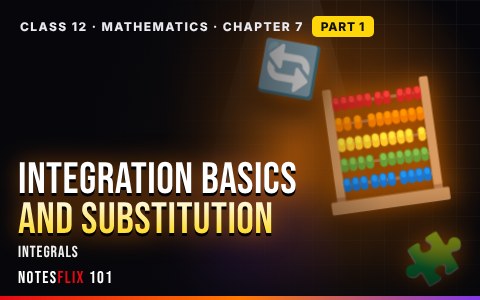 CLASS 12 · MATHEMATICS · CHAPTER 7 PART 1
INTEGRATION BASICS
AND SUBSTITUTION
INTEGRALS
NOTESFLIX 101